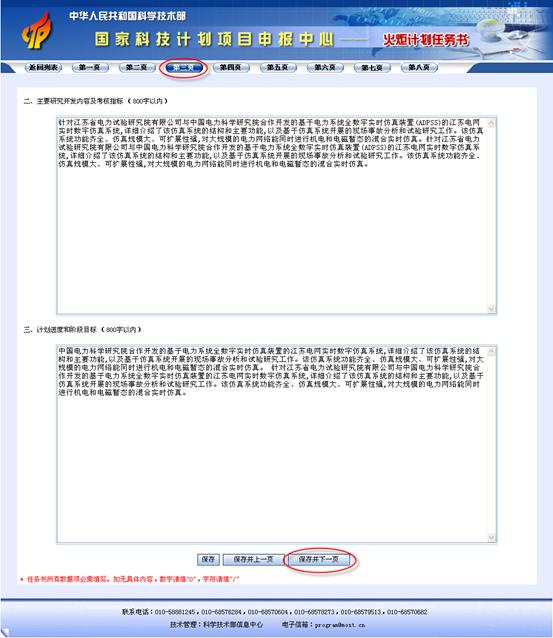 中华人民共和国科学技术部
国家科技计划项目申报中心—— 火炬计划任务书
返回列表 第一页 第二页 第三页 第四页 第五页 第六页 第七页 第八页
二、主要研究开发内容及考核指标（800字以内）
针对江苏省电力试验研究院有限公司与中国电力科学研究院合作开发的基于电力系统全数字实时仿真装置(ADPSS)的江苏电网
实时数字仿真系统,详细介绍了该仿真系统的结构和主要功能,以及基于仿真系统开展的现场事故分析和试验研究工作。该仿真
系统功能齐全、仿真规模大、可扩展性强,对大规模的电力网络能同时进行机电和电磁暂态的混合实时仿真。针对江苏省电力
试验研究院有限公司与中国电力科学研究院合作开发的基于电力系统全数字实时仿真装置(ADPSS)的江苏电网实时数字仿真系
统,详细介绍了该仿真系统的结构和主要功能,以及基于仿真系统开展的现场事故分析和试验研究工作。该仿真系统功能齐全、
仿真规模大、可扩展性强,对大规模的电力网络能同时进行机电和电磁暂态的混合实时仿真。
三、计划进度和阶段目标（800字以内）
中国电力科学研究院合作开发的基于电力系统全数字实时仿真装置的江苏电网实时数字仿真系统,详细介绍了该仿真系统的结
构和主要功能,以及基于仿真系统开展的现场事故分析和试验研究工作。该仿真系统功能齐全、仿真规模大、可扩展性强,对大
规模的电力网络能同时进行机电和电磁暂态的混合实时仿真。 针对江苏省电力试验研究院有限公司与中国电力科学研究院合
作开发的基于电力系统全数字实时仿真装置的江苏电网实时数字仿真系统,详细介绍了该仿真系统的结构和主要功能,以及基于
仿真系统开展的现场事故分析和试验研究工作。该仿真系统功能齐全、仿真规模大、可扩展性强,对大规模的电力网络能同时
进行机电和电磁暂态的混合实时仿真。
保存 保存并上一页 保存并下一页
* 任务书所有数据项必需填写。如无具体内容，数字请填"0"，字符请填"/"
联系电话：010-58881245，010-68576284，010-68570604，010-68578273，010-68579513，010-68570682
技术管理：科学技术部信息中心 电子信箱：program@most.cn